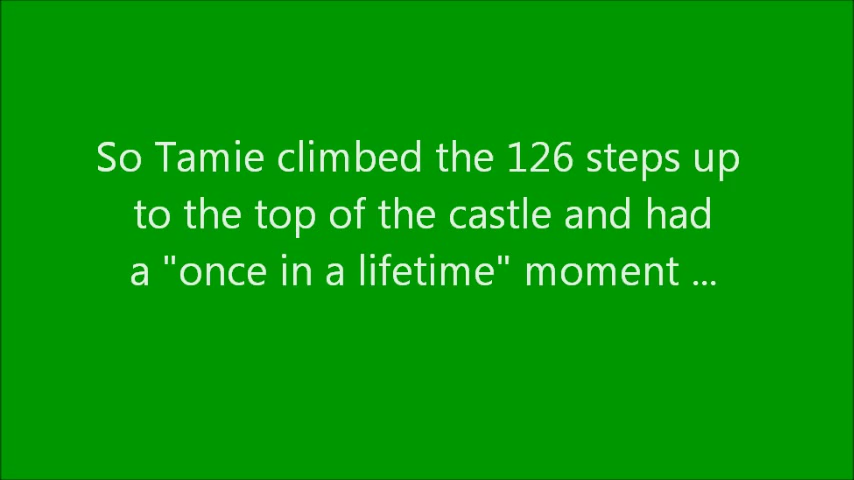 So Tamie climbed the 126 steps up
to the top of the castle and had
a "once in a lifetime" moment ...